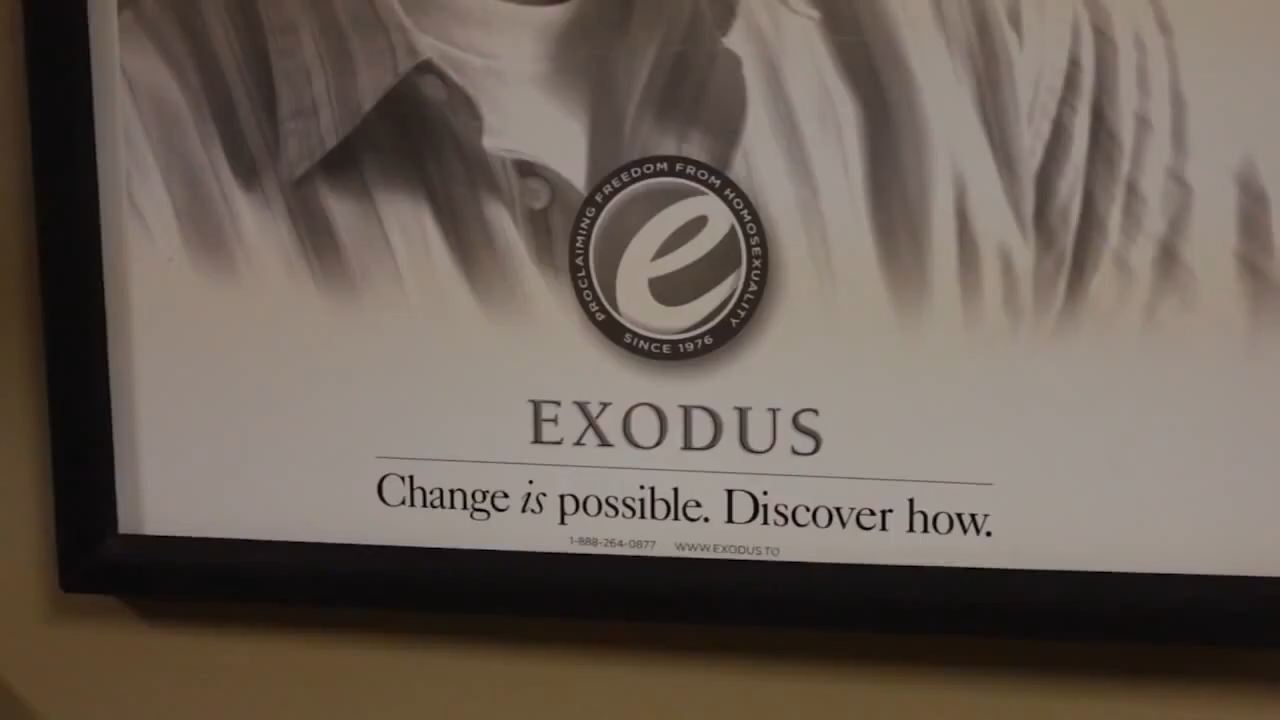 PROCLAIMING FREEDOM FROM HOMOSEXUALITY
e
SINCE 1976
EXODUS
Change is possible. Discover how.
1-888-264-0877 WWW.EXODUS.TO